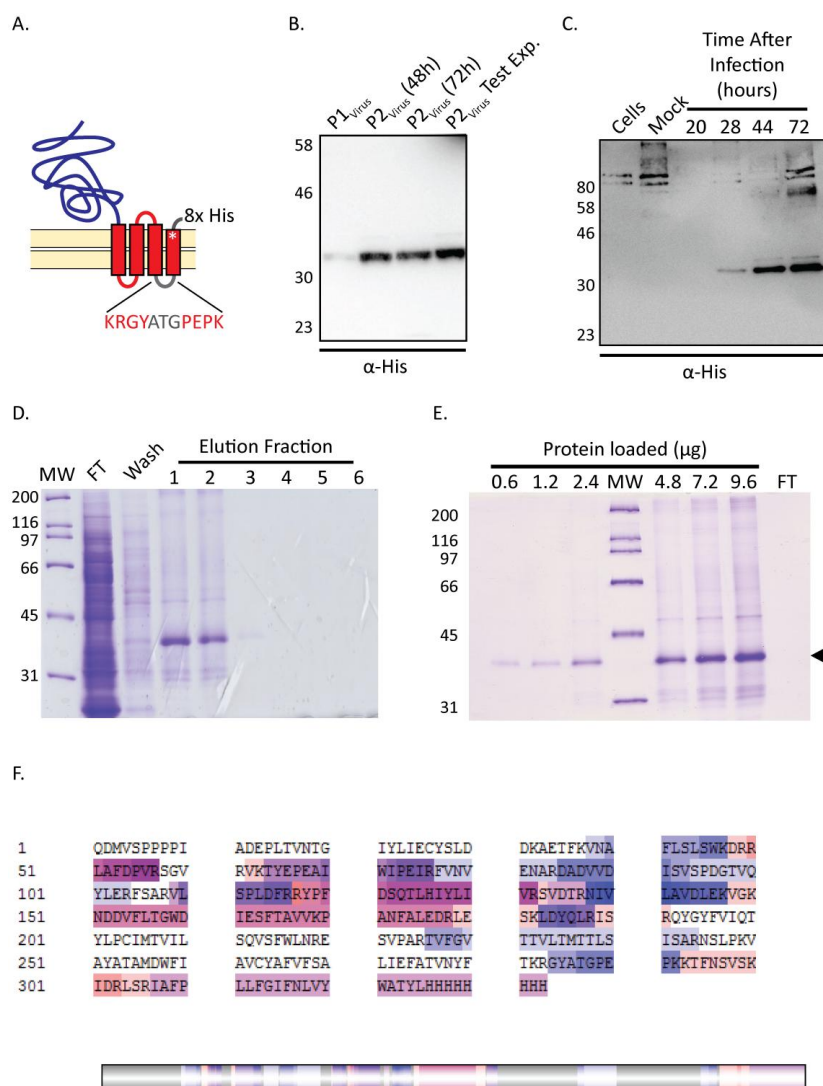 A.
8x His
*
KRGYATGPEPK
B.
P1Virus P2Virus (48h) P2Virus (72h) P2Virus Test Exp.
58
46
30
23
α-His
C.
Time After
Infection
(hours)
Cells Mock 20 28 44 72
80
58
46
30
23
α-His
D.
Elution Fraction
MW FT Wash 1 2 3 4 5 6
200
116
97
66
45
31
E.
Protein loaded (µg)
0.6 1.2 2.4 MW 4.8 7.2 9.6 FT
200
116
97
66
45
31
F.
1 QDMVSPPPPI ADEPLTVNTG IYLIECYSLD DKAETFKVNA FLSLSWKDRR
51 LAFDPVRSGV RVKTYEPEAI WIPEIRFVNV ENARDADVVD ISVSPDGTVQ
101 YLERFSARVL SPLDFRRYPF DSQTLHIYLI VRSVDTRNIV LAVDLEKVGK
151 NDDVFLTGWD IESFTAVVKP ANFALEDRLE SKLDYQLRIS RQYGYFVIQT
201 YLPCIMTVIL SQVSFWLNRE SVPARTVFGV TTVLTMTTLS ISARNSLPKV
251 AYATAMDWFI AVCYAFVFSA LIEFATVNYF TKRGYATGPE PKKTFNSVSK
301 IDRLSRIAFP LLFGIFNLVY WATYLHHHHH HHH